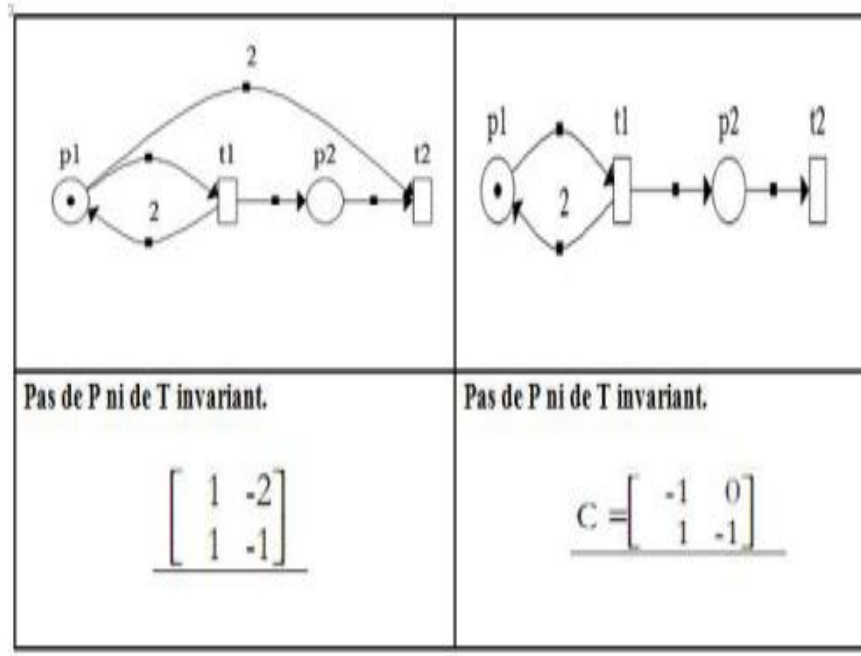 2
p1 t1 p2 t2
2
p1 t1 p2 t2
2
Pas de P ni de T invariant.
1 -2
1 -1
Pas de P ni de T invariant.
C = -1 0
1 -1